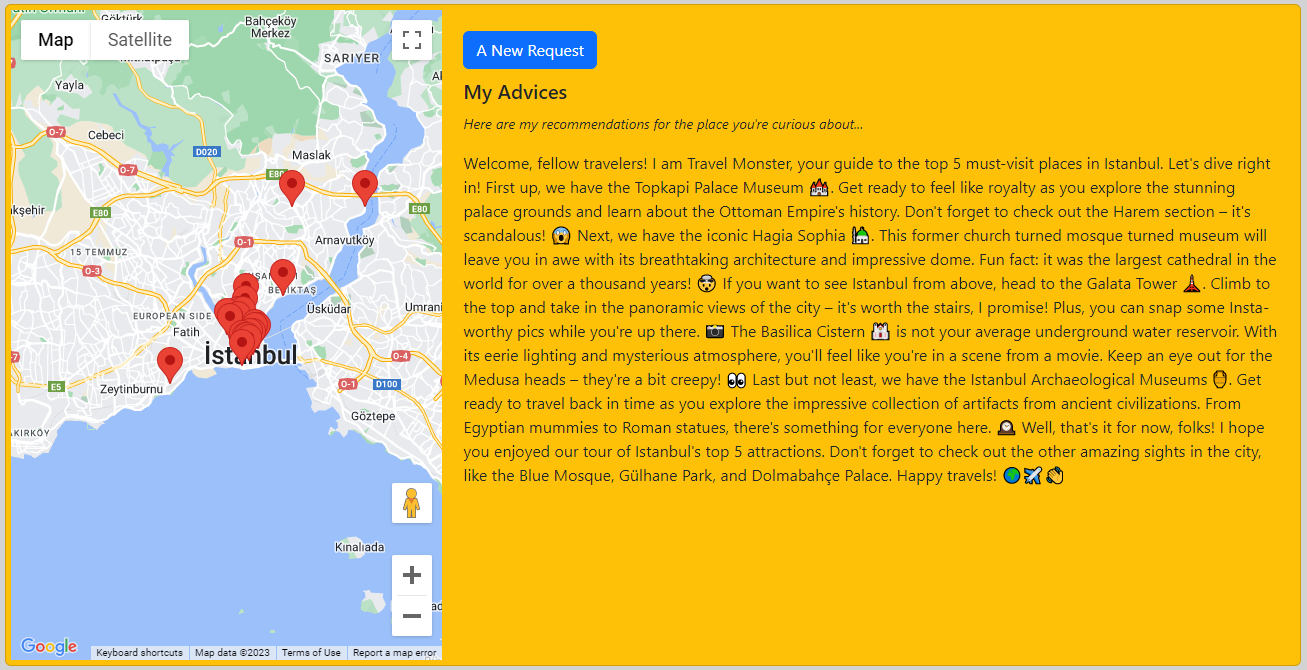 Göktürk
Bahçeköy
Merkez
Map
Satellite
SARIYER
Yayla
Cebeci
O-7
D020
Maslak
O-7
E80
kşehir
E80
E80
O-1
Arnavutköy
15 TEMMUZ
O-3
BEŞİKTAŞ
Üsküdar
Umrani
EUROPEAN SIDE
Fatih
İstanbul
O-4
E5
Zeytinburnu
O-1
D100
Göztepe
AKIRKÖY
Kınalıada
Google
Keyboard shortcuts
Map data ©2023
Terms of Use
Report a map error
A New Request
My Advices
Here are my recommendations for the place you're curious about...
Welcome, fellow travelers! I am Travel Monster, your guide to the top 5 must-visit places in Istanbul. Let's dive right
in! First up, we have the Topkapi Palace Museum 🏰. Get ready to feel like royalty as you explore the stunning
palace grounds and learn about the Ottoman Empire's history. Don't forget to check out the Harem section – it's
scandalous! 😱 Next, we have the iconic Hagia Sophia 🕌. This former church turned mosque turned museum will
leave you in awe with its breathtaking architecture and impressive dome. Fun fact: it was the largest cathedral in the
world for over a thousand years! 🤯 If you want to see Istanbul from above, head to the Galata Tower 🗼. Climb to
the top and take in the panoramic views of the city – it's worth the stairs, I promise! Plus, you can snap some Insta-
worthy pics while you're up there. 📷 The Basilica Cistern 🏰 is not your average underground water reservoir. With
its eerie lighting and mysterious atmosphere, you'll feel like you're in a scene from a movie. Keep an eye out for the
Medusa heads – they're a bit creepy! 👀 Last but not least, we have the Istanbul Archaeological Museums 🏺. Get
ready to travel back in time as you explore the impressive collection of artifacts from ancient civilizations. From
Egyptian mummies to Roman statues, there's something for everyone here. 🕰️ Well, that's it for now, folks! I hope
you enjoyed our tour of Istanbul's top 5 attractions. Don't forget to check out the other amazing sights in the city,
like the Blue Mosque, Gülhane Park, and Dolmabahçe Palace. Happy travels! 🌍✈️👋